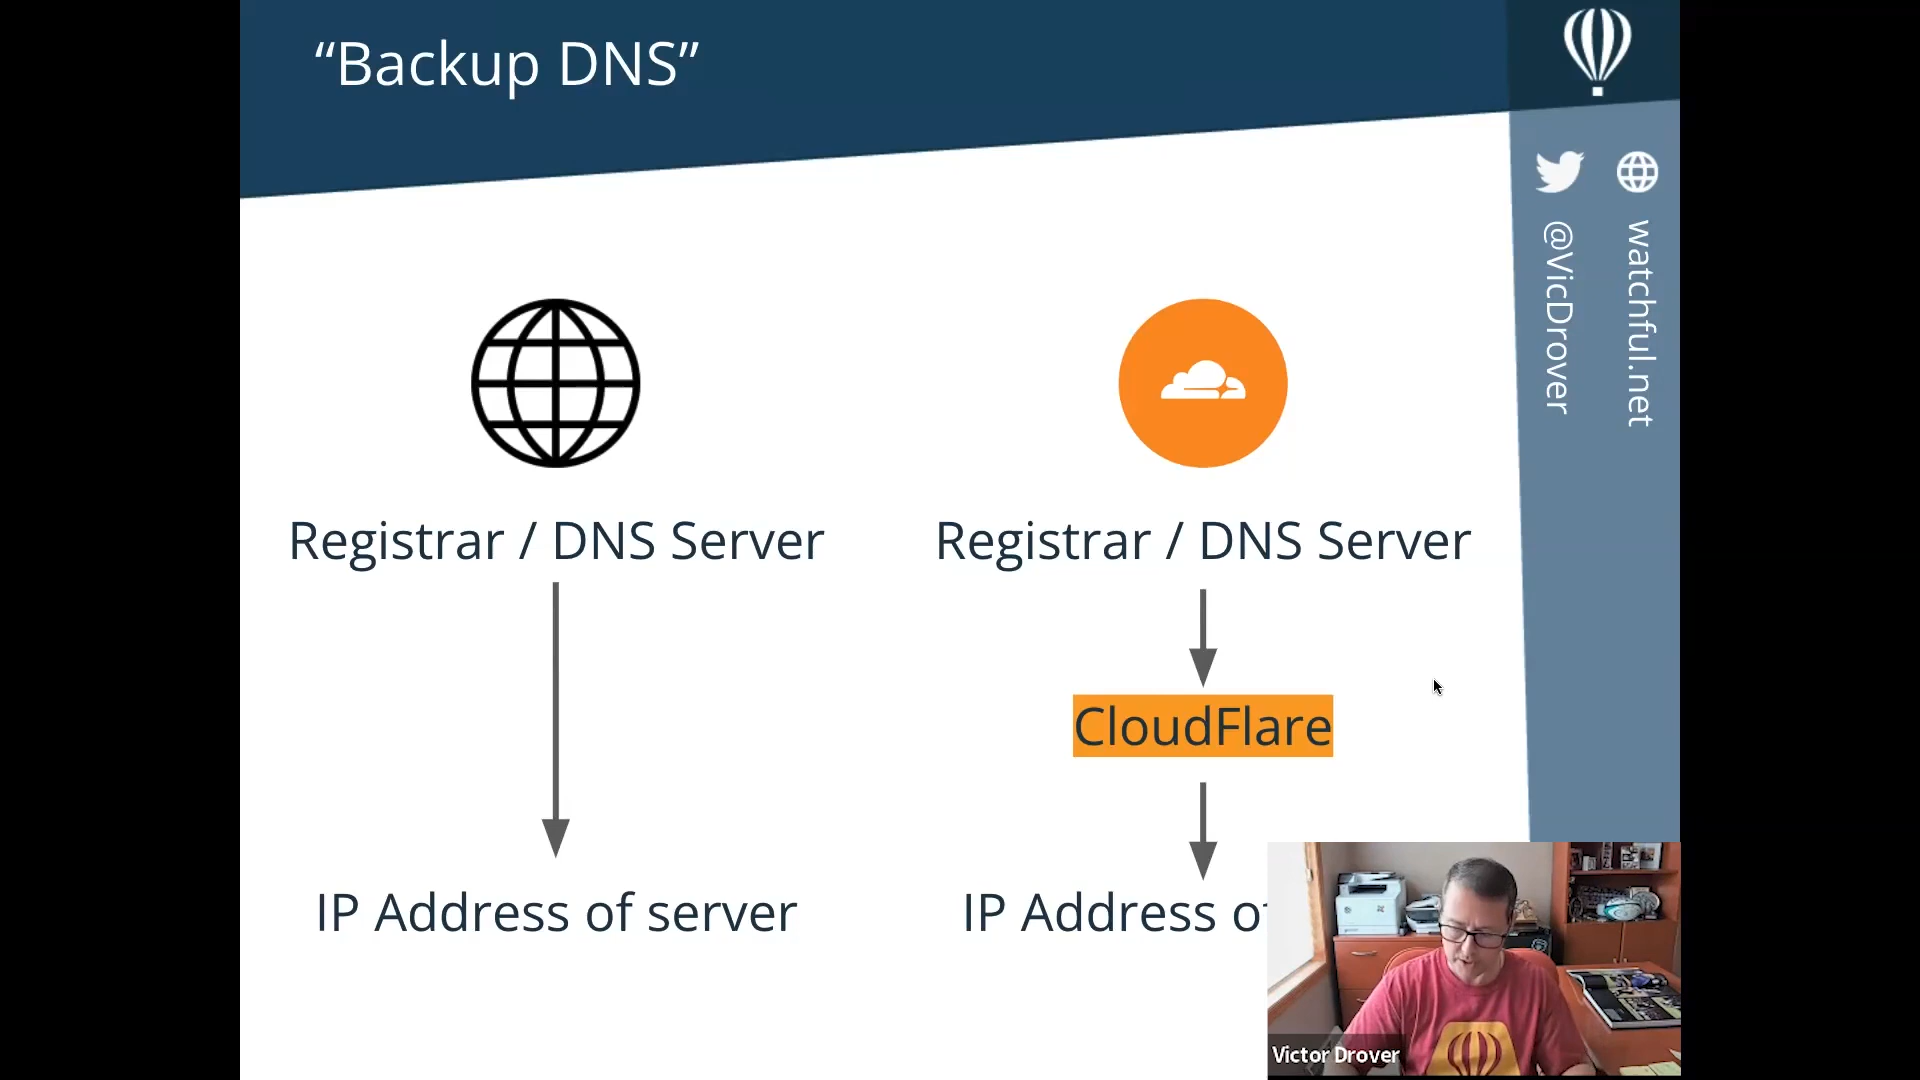 “Backup DNS”
@VicDrover
watchful.net
Registrar / DNS Server
Registrar / DNS Server
CloudFlare
IP Address of server
IP Address of
Victor Drover